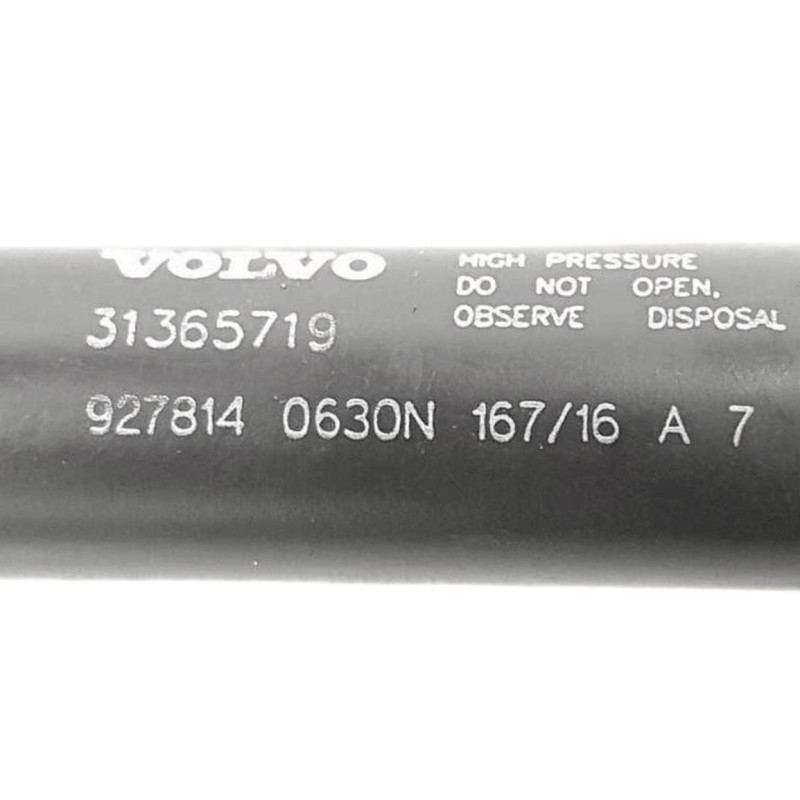 VOLVO
31365719
HIGH PRESSURE
DO NOT OPEN.
OBSERVE DISPOSAL
927814 0630N 167/16 A 7